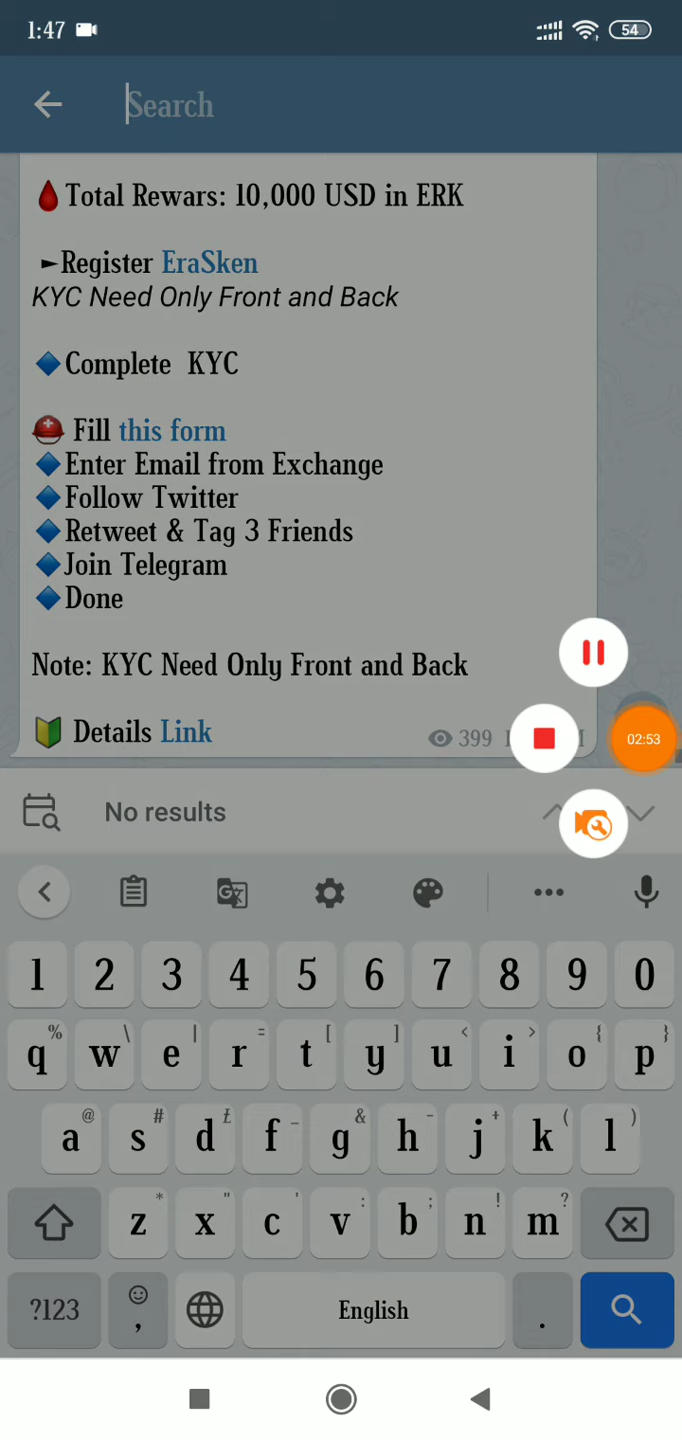 1:47
54
Search
Total Rewars: 10,000 USD in ERK
►Register EraSken
KYC Need Only Front and Back
Complete KYC
Fill this form
Enter Email from Exchange
Follow Twitter
Retweet & Tag 3 Friends
Join Telegram
Done
Note: KYC Need Only Front and Back
Details Link
399
02:53
No results
1 2 3 4 5 6 7 8 9 0
% \ | = [ ] < > { }
q w e r t y u i o p
@ # £ _ & - + ( )
a s d f g h j k l
* " ' : ; ! ?
z x c v b n m
?123 , English .